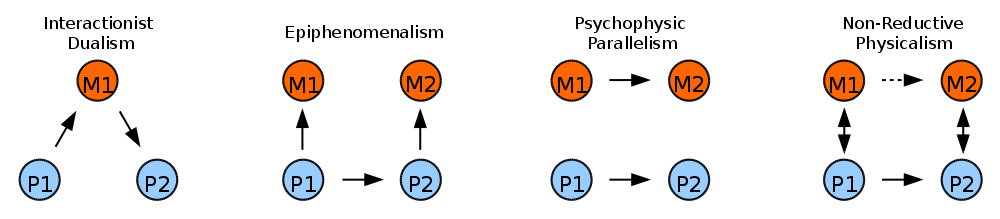 Interactionist
Dualism
M1
P1 P2
Epiphenomenalism
M1 M2
P1 P2
Psychophysic
Parallelism
M1 M2
P1 P2
Non-Reductive
Physicalism
M1 M2
P1 P2